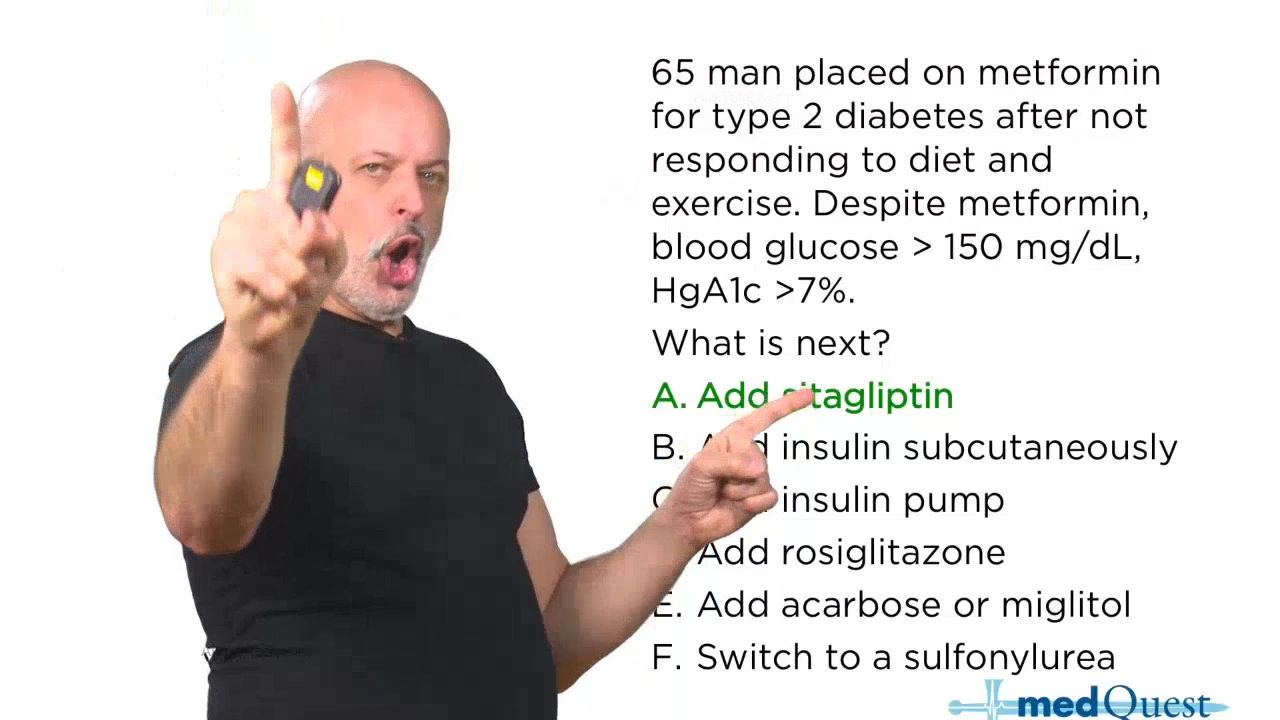 65 man placed on metformin
for type 2 diabetes after not
responding to diet and
exercise. Despite metformin,
blood glucose > 150 mg/dL,
HgA1c >7%.
What is next?
A. Add sitagliptin
B. Add insulin subcutaneously
insulin pump
Add rosiglitazone
E. Add acarbose or miglitol
F. Switch to a sulfonylurea
medQuest